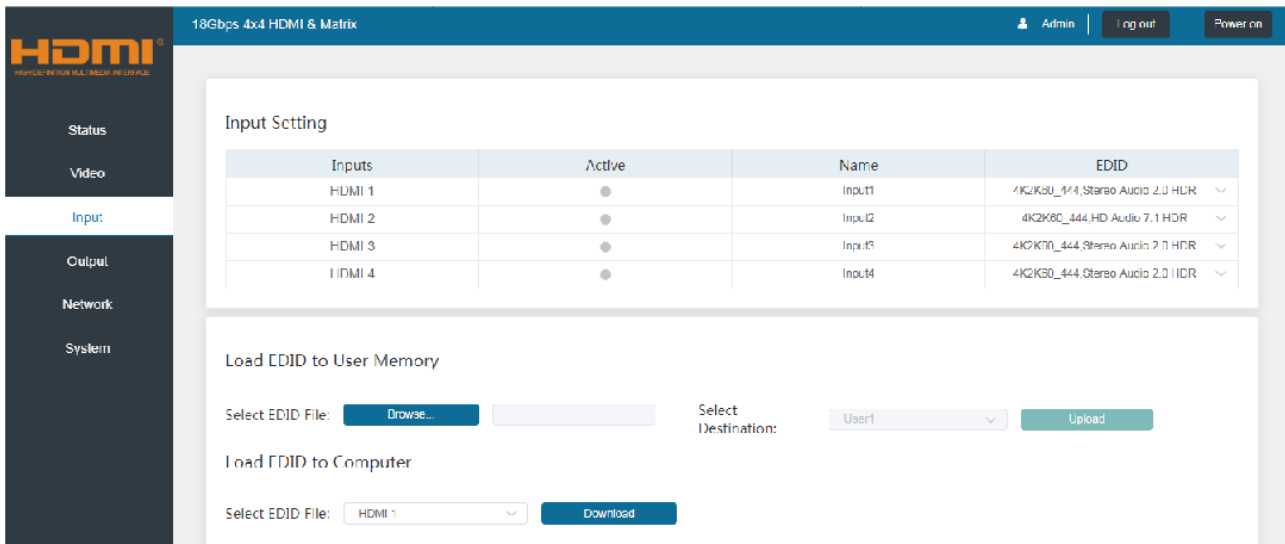 18Gbps 4x4 HDMI & Matrix
Admin
Log out
Power on
HDMI®
HIGH-DEFINITION MULTIMEDIA INTERFACE
Status
Video
Input
Output
Network
System
Input Setting
Inputs Active Name EDID
HDMI 1 Input1 4K2K60_444,Stereo Audio 2.0 HDR
HDMI 2 Input2 4K2K60_444,HD Audio 7.1 HDR
HDMI 3 Input3 4K2K60_444,Stereo Audio 2.0 HDR
HDMI 4 Input4 4K2K60_444,Stereo Audio 2.0 HDR
Load EDID to User Memory
Select EDID File: Browse...
Select
Destination:
User1
Upload
Load EDID to Computer
Select EDID File: HDMI 1 Download